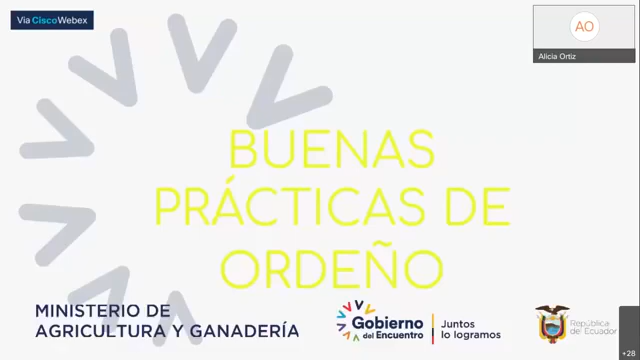 Vía CiscoWebex
AO
Alicia Ortiz
BUENAS
PRÁCTICAS DE
ORDEÑO
MINISTERIO DE
AGRICULTURA Y GANADERÍA
Gobierno
del Encuentro
Juntos
lo logramos
República
del Ecuador
+28